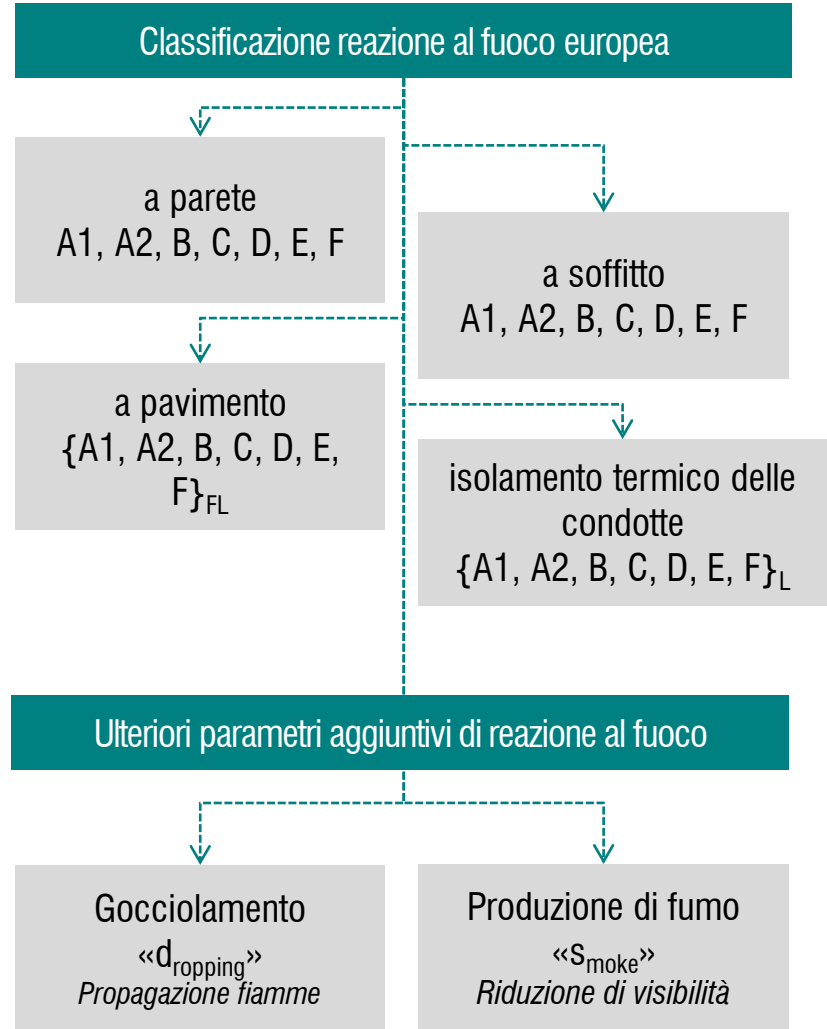 Classificazione reazione al fuoco europea
a parete
A1, A2, B, C, D, E, F
a soffitto
A1, A2, B, C, D, E, F
a pavimento
{A1, A2, B, C, D, E,
F}FL
isolamento termico delle
condotte
{A1, A2, B, C, D, E, F}L
Ulteriori parametri aggiuntivi di reazione al fuoco
Gocciolamento
«dropping»
Propagazione fiamme
Produzione di fumo
«smoke»
Riduzione di visibilità